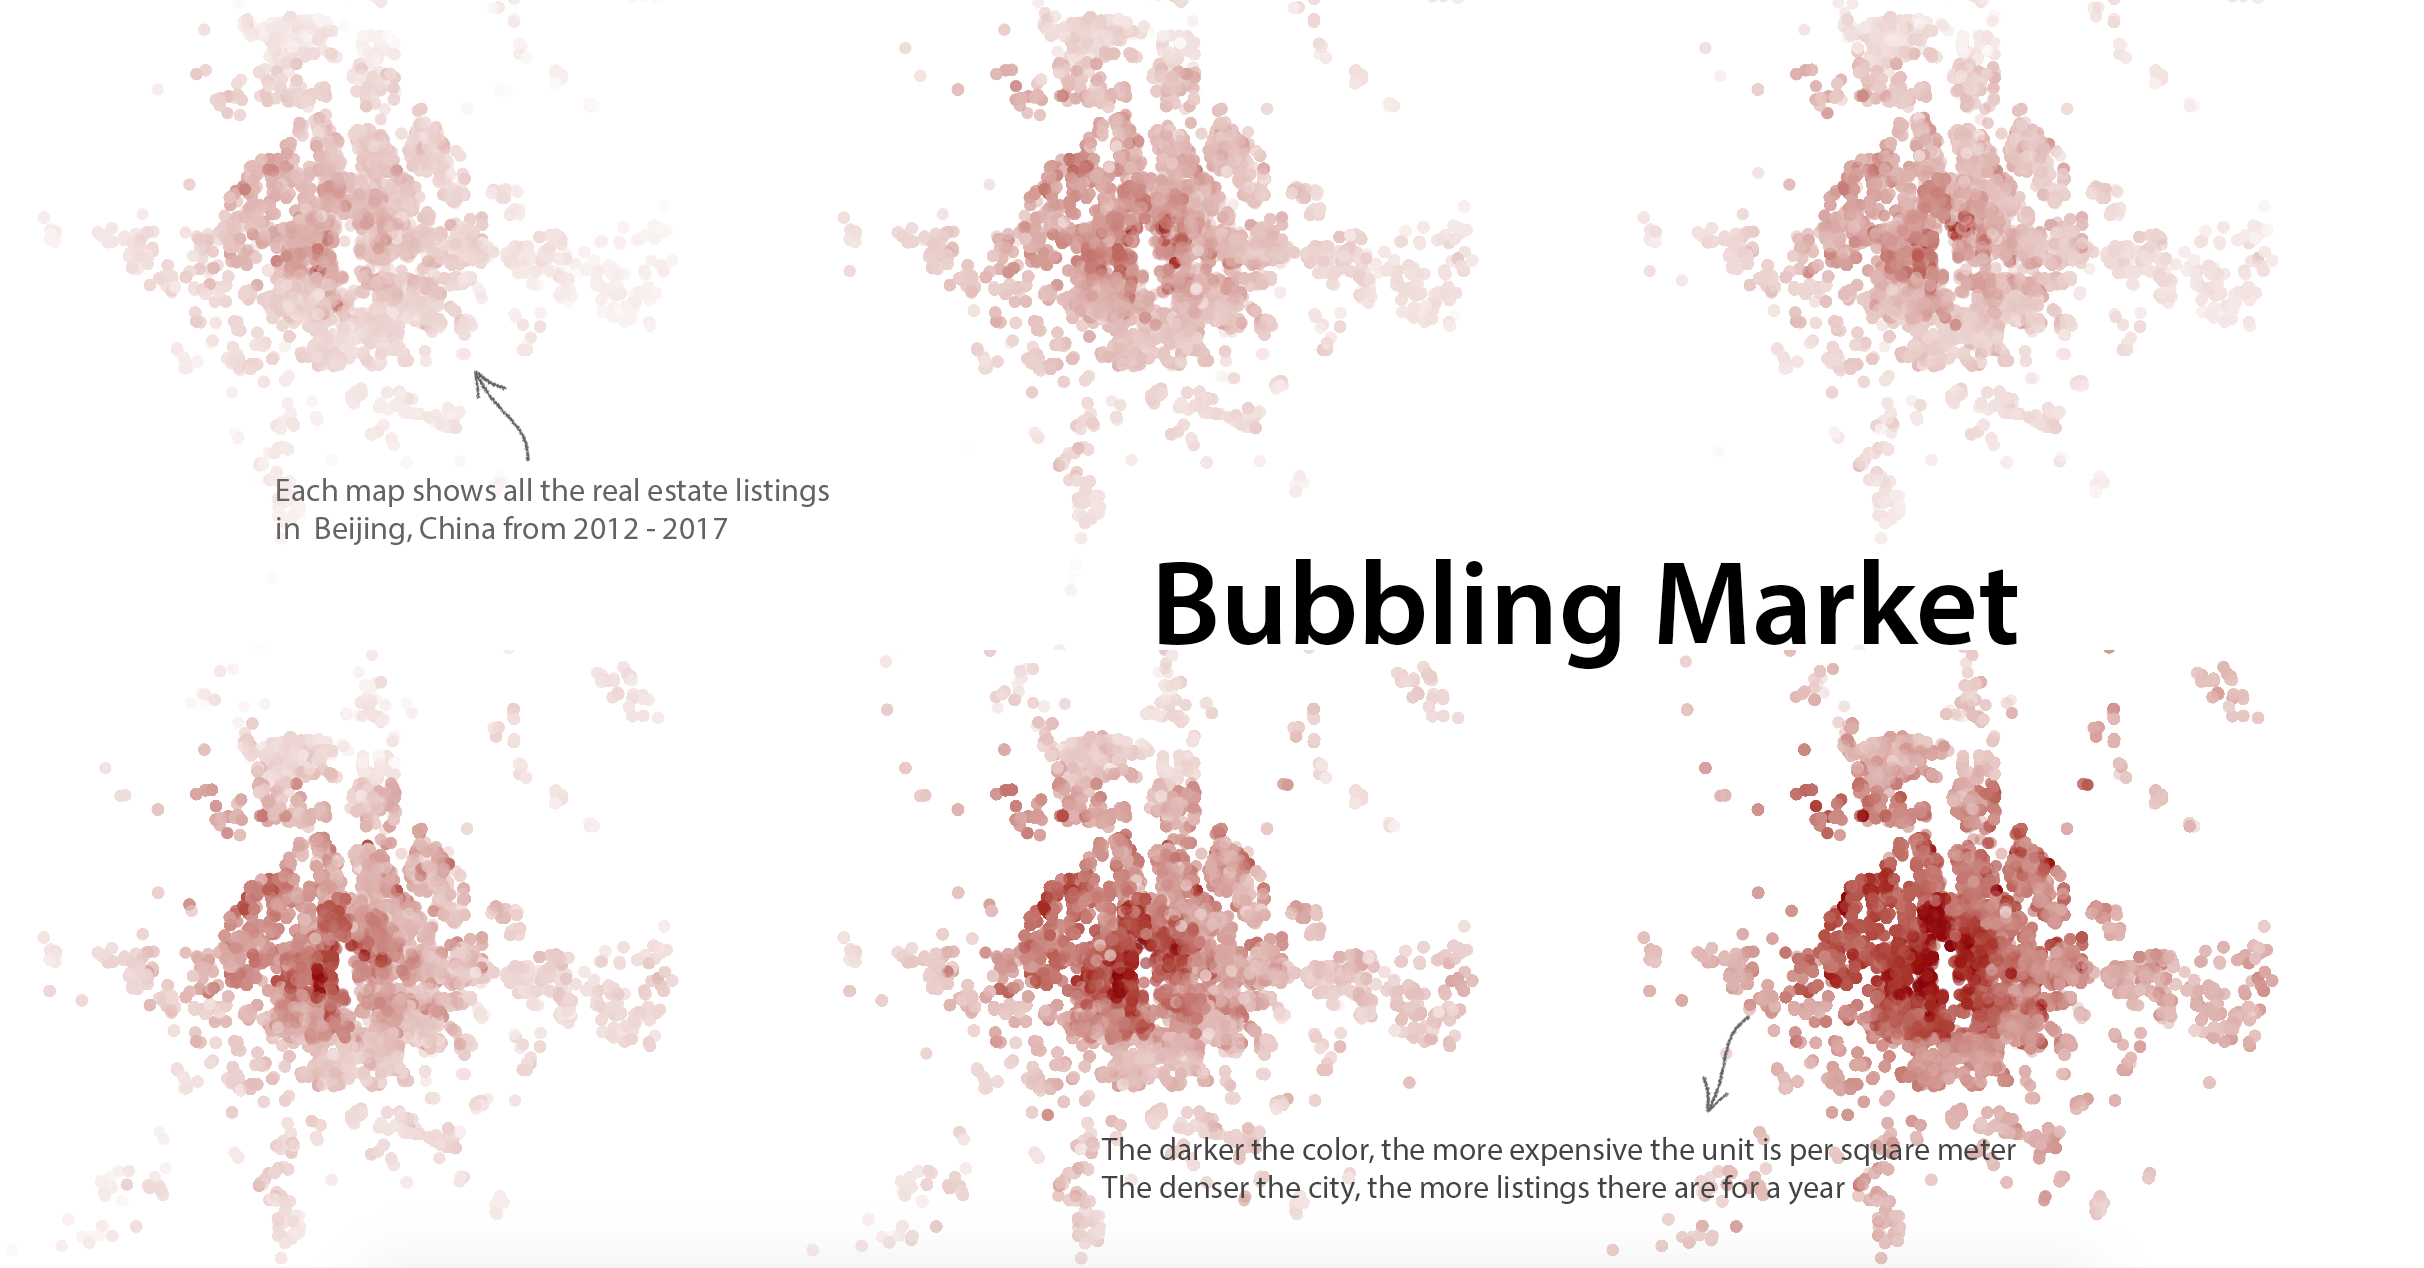 Each map shows all the real estate listings
in  Beijing, China from 2012 - 2017
Bubbling Market
The darker the color, the more expensive the unit is per square meter
The denser the city, the more listings there are for a year